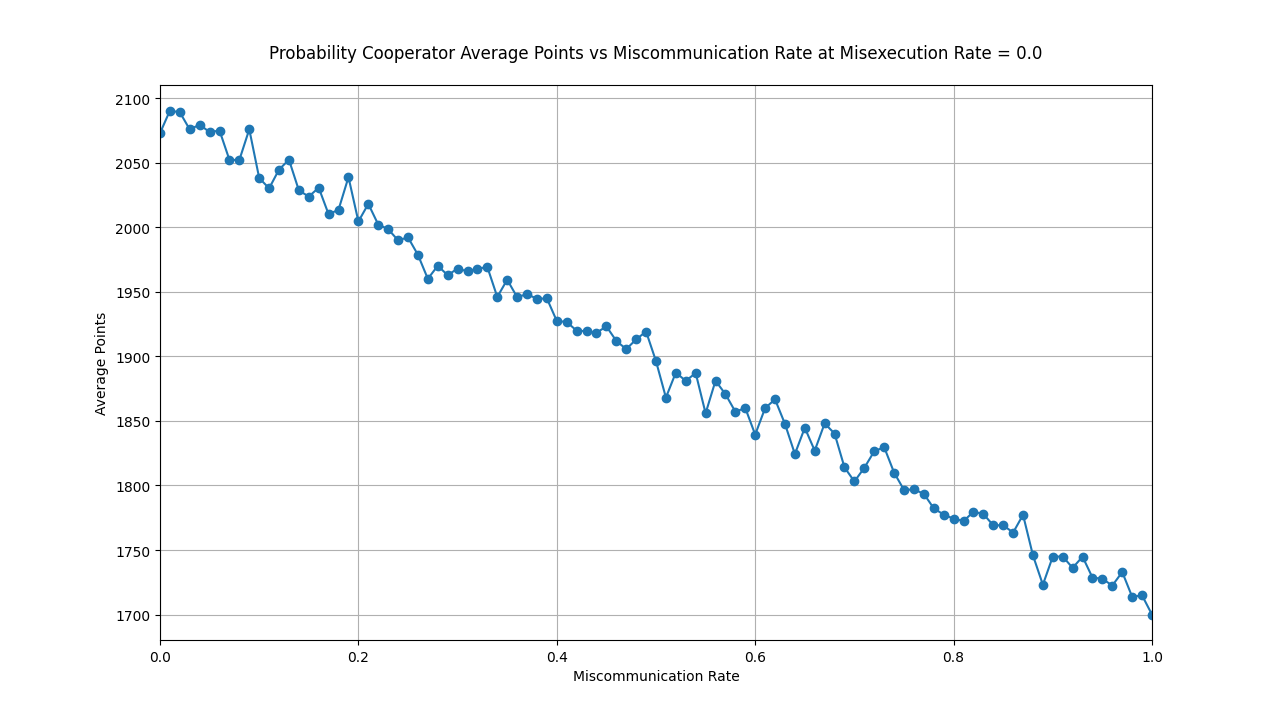 Probability Cooperator Average Points vs Miscommunication Rate at Misexecution Rate = 0.0
2100
2050
2000
1950
1900
1850
1800
1750
1700
Average Points
0.0 0.2 0.4 0.6 0.8 1.0
Miscommunication Rate